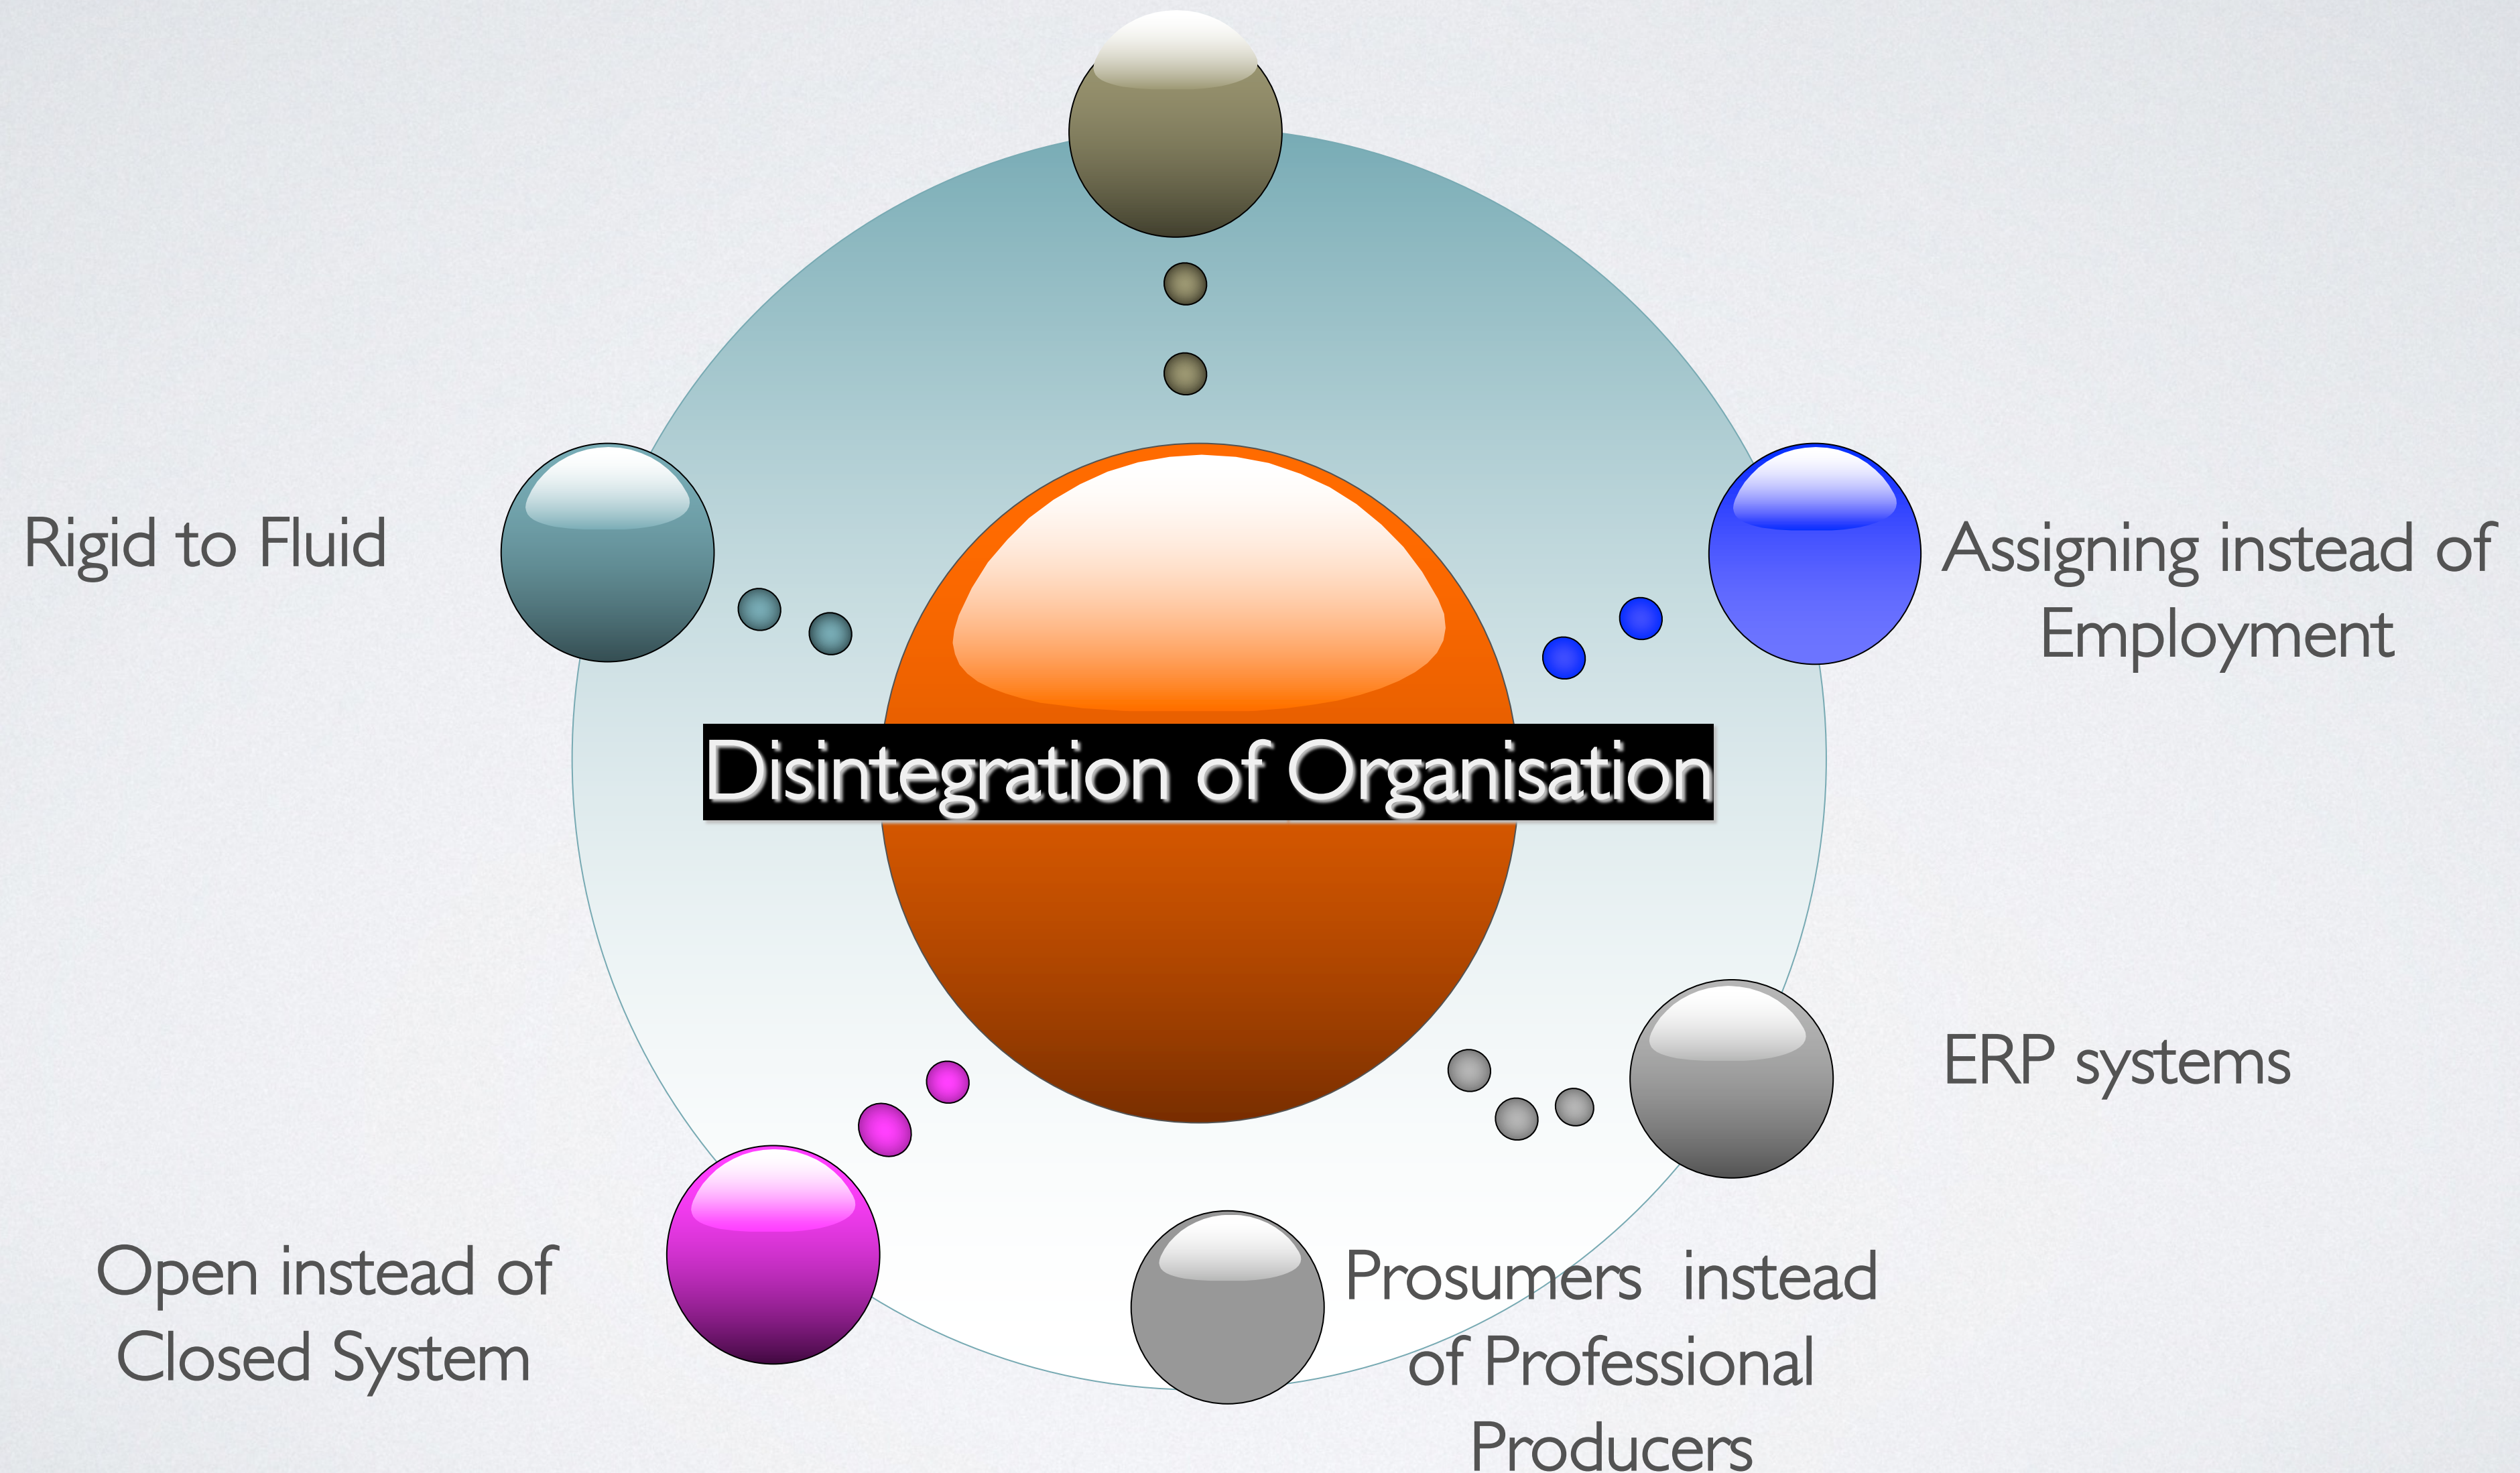 Rigid to Fluid
Assigning instead of
Employment
Disintegration of Organisation
ERP systems
Open instead of
Closed System
Prosumers  instead
of Professional
Producers